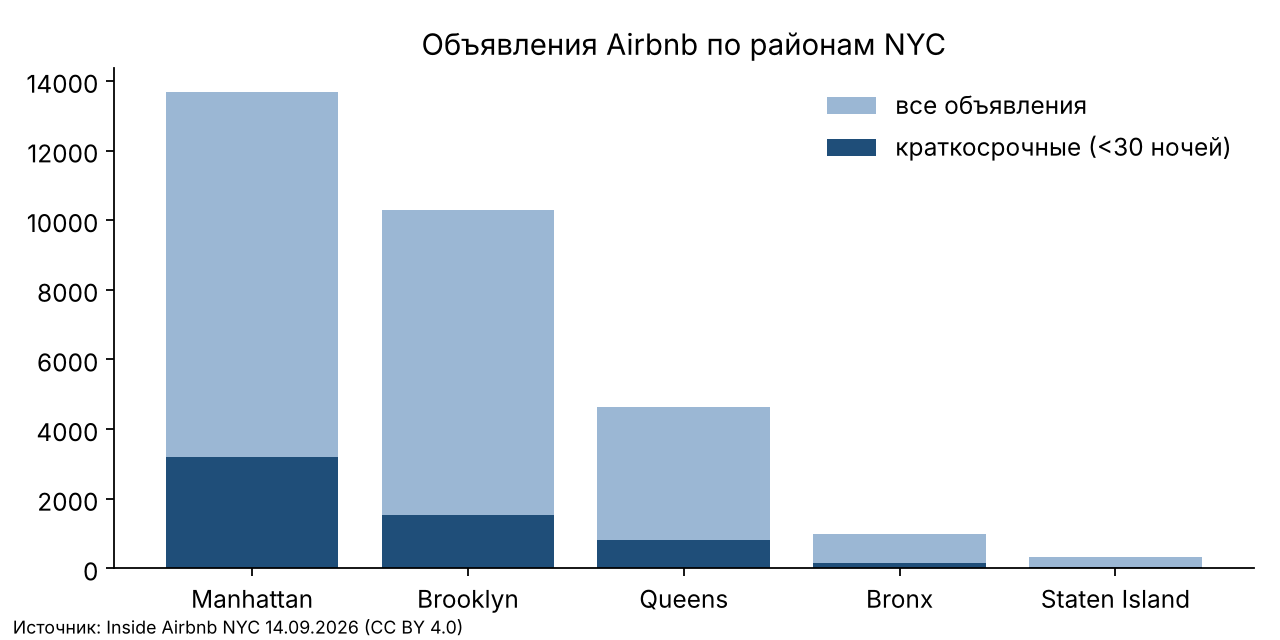 Объявления Airbnb по районам NYC
14000
12000
10000
8000
6000
4000
2000
0
все объявления
краткосрочные (<30 ночей)
Manhattan
Brooklyn
Queens
Bronx
Staten Island
Источник: Inside Airbnb NYC 14.09.2026 (CC BY 4.0)